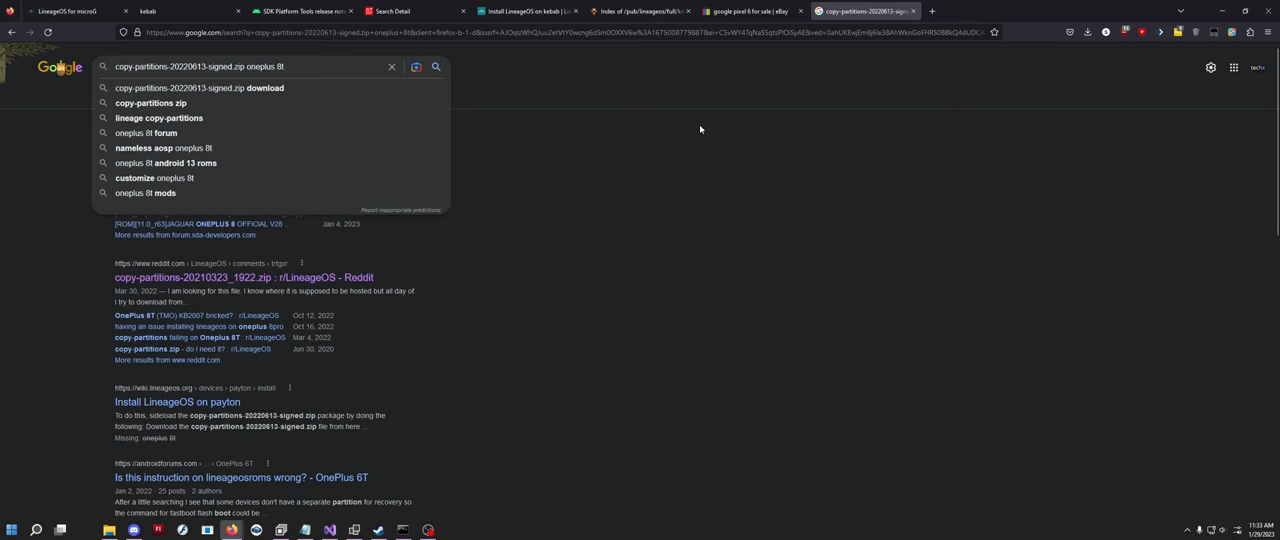 LineageOS for microG
kebab
SDK Platform Tools release not
Search Detail
Install LineageOS on kebab | Lin
Index of /pub/lineageos/full/k
google pixel 6 for sale | eBay
copy-partitions-20220613-signed
Google
copy-partitions-20220613-signed.zip oneplus 8t
techx
copy-partitions-20220613-signed.zip download
copy-partitions zip
lineage copy-partitions
oneplus 8t forum
nameless aosp oneplus 8t
oneplus 8t android 13 roms
customize oneplus 8t
oneplus 8t mods
Report inappropriate predictions
[ROM][11.0_r63]JAGUAR ONEPLUS 8 OFFICIAL V28 ...
Jan 4, 2023
More results from forum.xda-developers.com
https://www.reddit.com › LineageOS › comments › trtgxr
copy-partitions-20210323_1922.zip : r/LineageOS - Reddit
Mar 30, 2022 — I am looking for this file. I know where it is supposed to be hosted but all day of
I try to download from...
OnePlus 8T (TMO) KB2007 bricked? : r/LineageOS
Oct 12, 2022
having an issue installing lineageos on oneplus 6pro
Oct 16, 2022
copy-partitions failing on Oneplus 8T : r/LineageOS
Mar 4, 2022
copy-partitions zip - do I need it? : r/LineageOS
Jun 30, 2020
More results from www.reddit.com
https://wiki.lineageos.org › devices › payton › install
Install LineageOS on payton
To do this, sideload the copy-partitions-20220613-signed.zip package by doing the
following: Download the copy-partitions-20220613-signed.zip file from here ...
Missing: oneplus 8t
https://androidforums.com › ... › OnePlus 6T
Is this instruction on lineageosroms wrong? - OnePlus 6T
Jan 2, 2022 · 25 posts · 2 authors
After a little searching I see that some devices don't have a separate partition for recovery so
the command for fastboot flash boot could be...
11:33 AM
1/29/2023